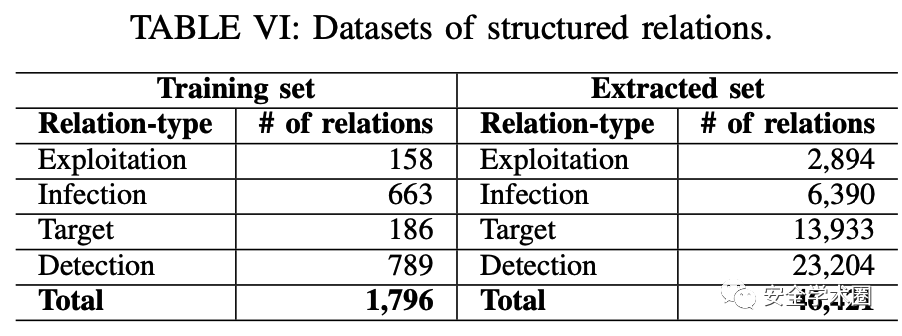 TABLE VI: Datasets of structured relations.
Training set Extracted set
Relation-type # of relations Relation-type # of relations
Exploitation 158 Exploitation 2,894
Infection 663 Infection 6,390
Target 186 Target 13,933
Detection 789 Detection 23,204
Total 1,796 Total 46,421
安全学术圈